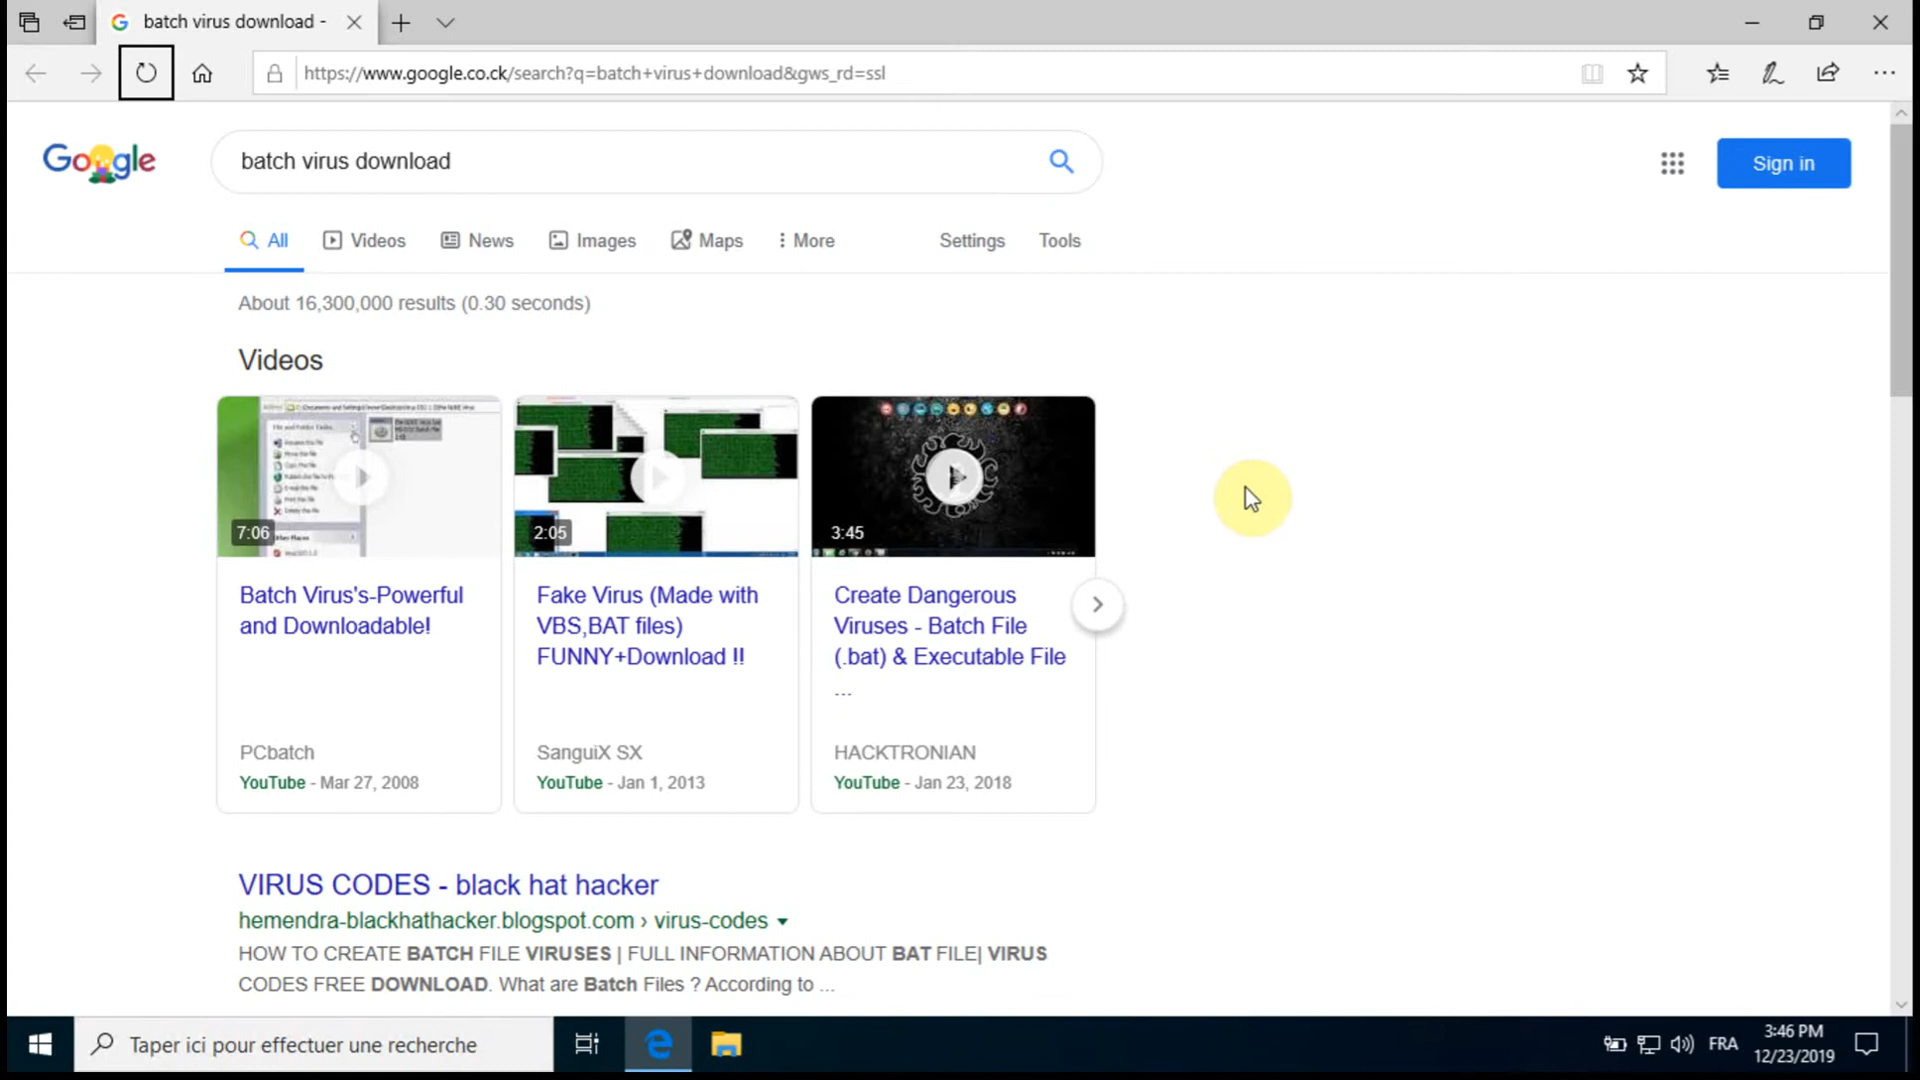 batch virus download -
https://www.google.co.ck/search?q=batch+virus+download&gws_rd=ssl
Google
batch virus download
Sign in
All Videos News Images Maps More Settings Tools
About 16,300,000 results (0.30 seconds)
Videos
7:06
2:05
3:45
Batch Virus's-Powerful
and Downloadable!
PCbatch
YouTube - Mar 27, 2008
Fake Virus (Made with
VBS,BAT files)
FUNNY+Download !!
SanguiX SX
YouTube - Jan 1, 2013
Create Dangerous
Viruses - Batch File
(.bat) & Executable File
...
HACKTRONIAN
YouTube - Jan 23, 2018
VIRUS CODES - black hat hacker
hemendra-blackhathacker.blogspot.com › virus-codes
HOW TO CREATE BATCH FILE VIRUSES | FULL INFORMATION ABOUT BAT FILE| VIRUS
CODES FREE DOWNLOAD. What are Batch Files ? According to ...
Taper ici pour effectuer une recherche
FRA
3:46 PM
12/23/2019